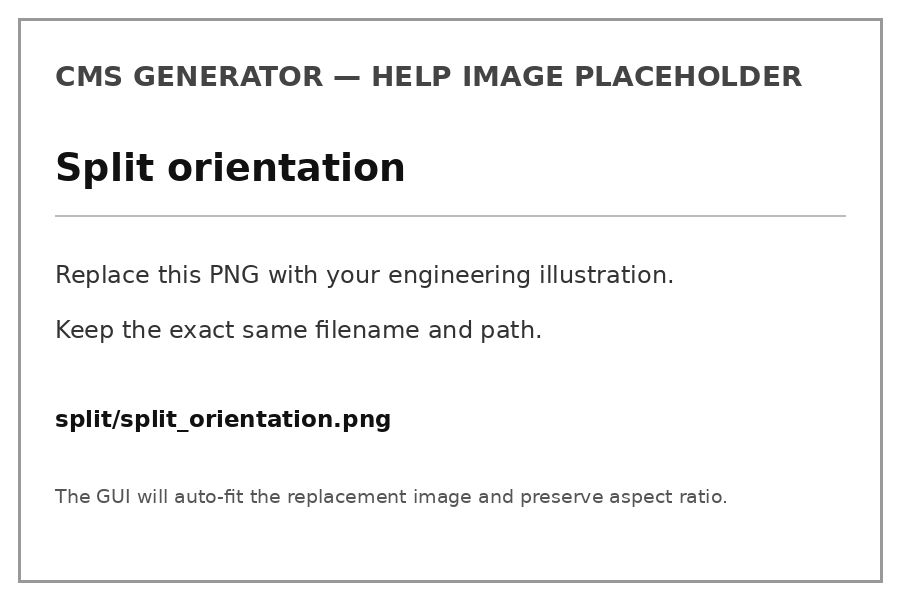 CMS GENERATOR — HELP IMAGE PLACEHOLDER
Split orientation
Replace this PNG with your engineering illustration.
Keep the exact same filename and path.
split/split_orientation.png
The GUI will auto-fit the replacement image and preserve aspect ratio.